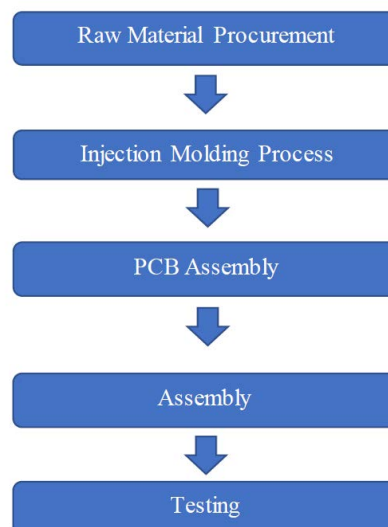 Raw Material Procurement
Injection Molding Process
PCB Assembly
Assembly
Testing